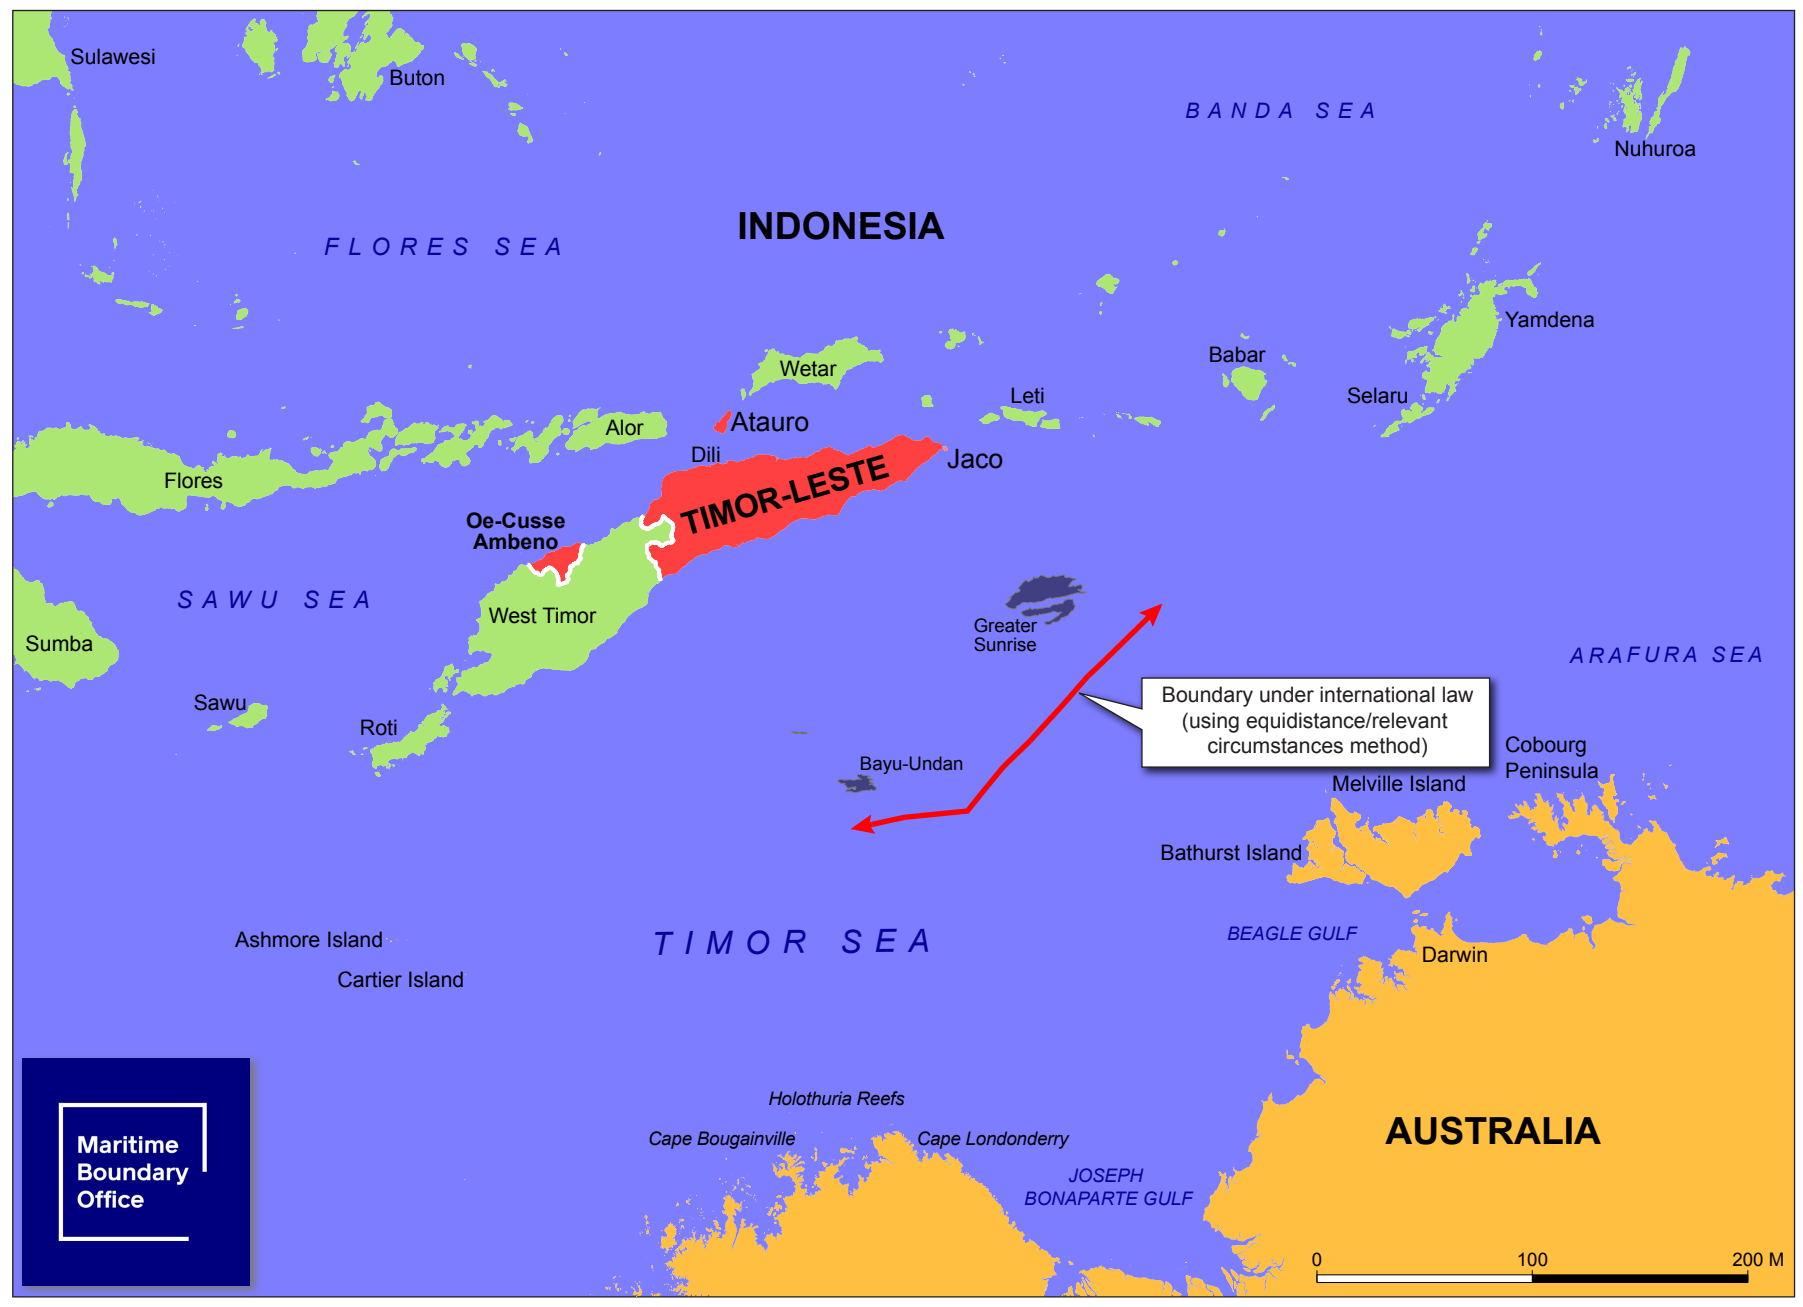 Sulawesi
Buton
BANDA SEA
Nuhuroa
INDONESIA
FLORES SEA
Yamdena
Wetar
Babar
Leti
Selaru
Atauro
Alor
Dili
Jaco
TIMOR-LESTE
Flores
Oe-Cusse
Ambeno
SAWU SEA
West Timor
Greater
Sunrise
Sumba
ARAFURA SEA
Sawu
Roti
Boundary under international law
(using equidistance/relevant
circumstances method)
Cobourg
Peninsula
Bayu-Undan
Melville Island
Bathurst Island
Ashmore Island
TIMOR SEA
BEAGLE GULF
Darwin
Cartier Island
Holothuria Reefs
Cape Bougainville
Cape Londonderry
AUSTRALIA
JOSEPH
BONAPARTE GULF
Maritime
Boundary
Office
0 100 200 M